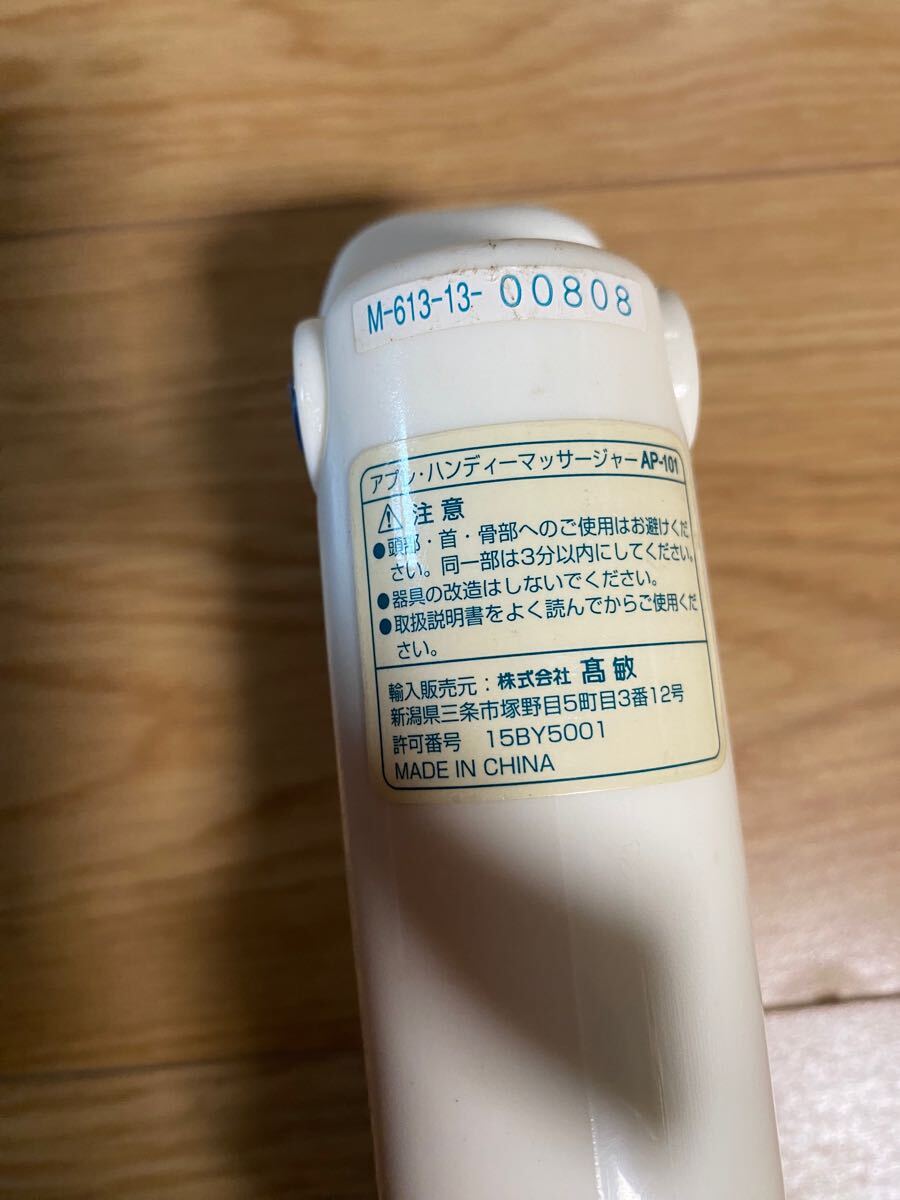 M-613-13- 00808
アプレ・ハンディーマッサージャーAP-101
注意
●頭部・首・骨部へのご使用はお避けくだ
さい。同一部は3分以内にしてください。
●器具の改造はしないでください。
●取扱説明書をよく読んでからご使用くだ
さい。
輸入販売元：株式会社 髙敏
新潟県三条市塚野目5町目3番12号
許可番号 15BY5001
MADE IN CHINA